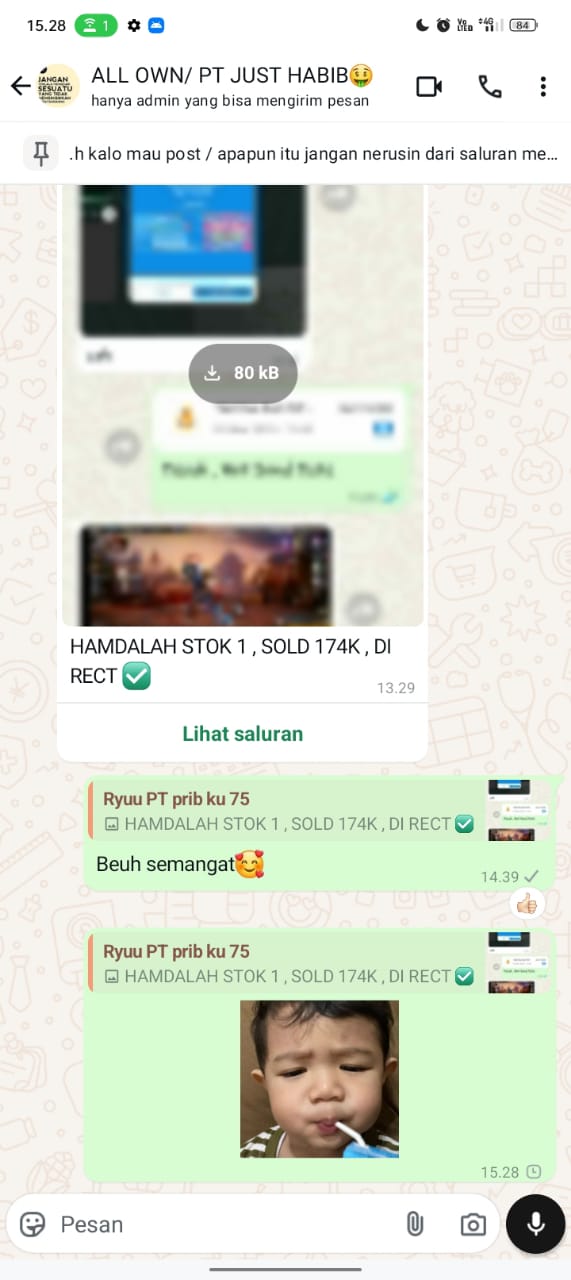 15.28
1
Vo
LTE
4G
84
JANGAN
SESUATU
ALL OWN/ PT JUST HABIB🤑
hanya admin yang bisa mengirim pesan
.h kalo mau post / apapun itu jangan nerusin dari saluran me...
80 kB
HAMDALAH STOK 1 , SOLD 174K , DI
RECT ✅
13.29
Lihat saluran
Ryuu PT prib ku 75
HAMDALAH STOK 1 , SOLD 174K , DI RECT ✅
Beuh semangat🥰
14.39
👍🏻
Ryuu PT prib ku 75
HAMDALAH STOK 1 , SOLD 174K , DI RECT ✅
15.28
Pesan